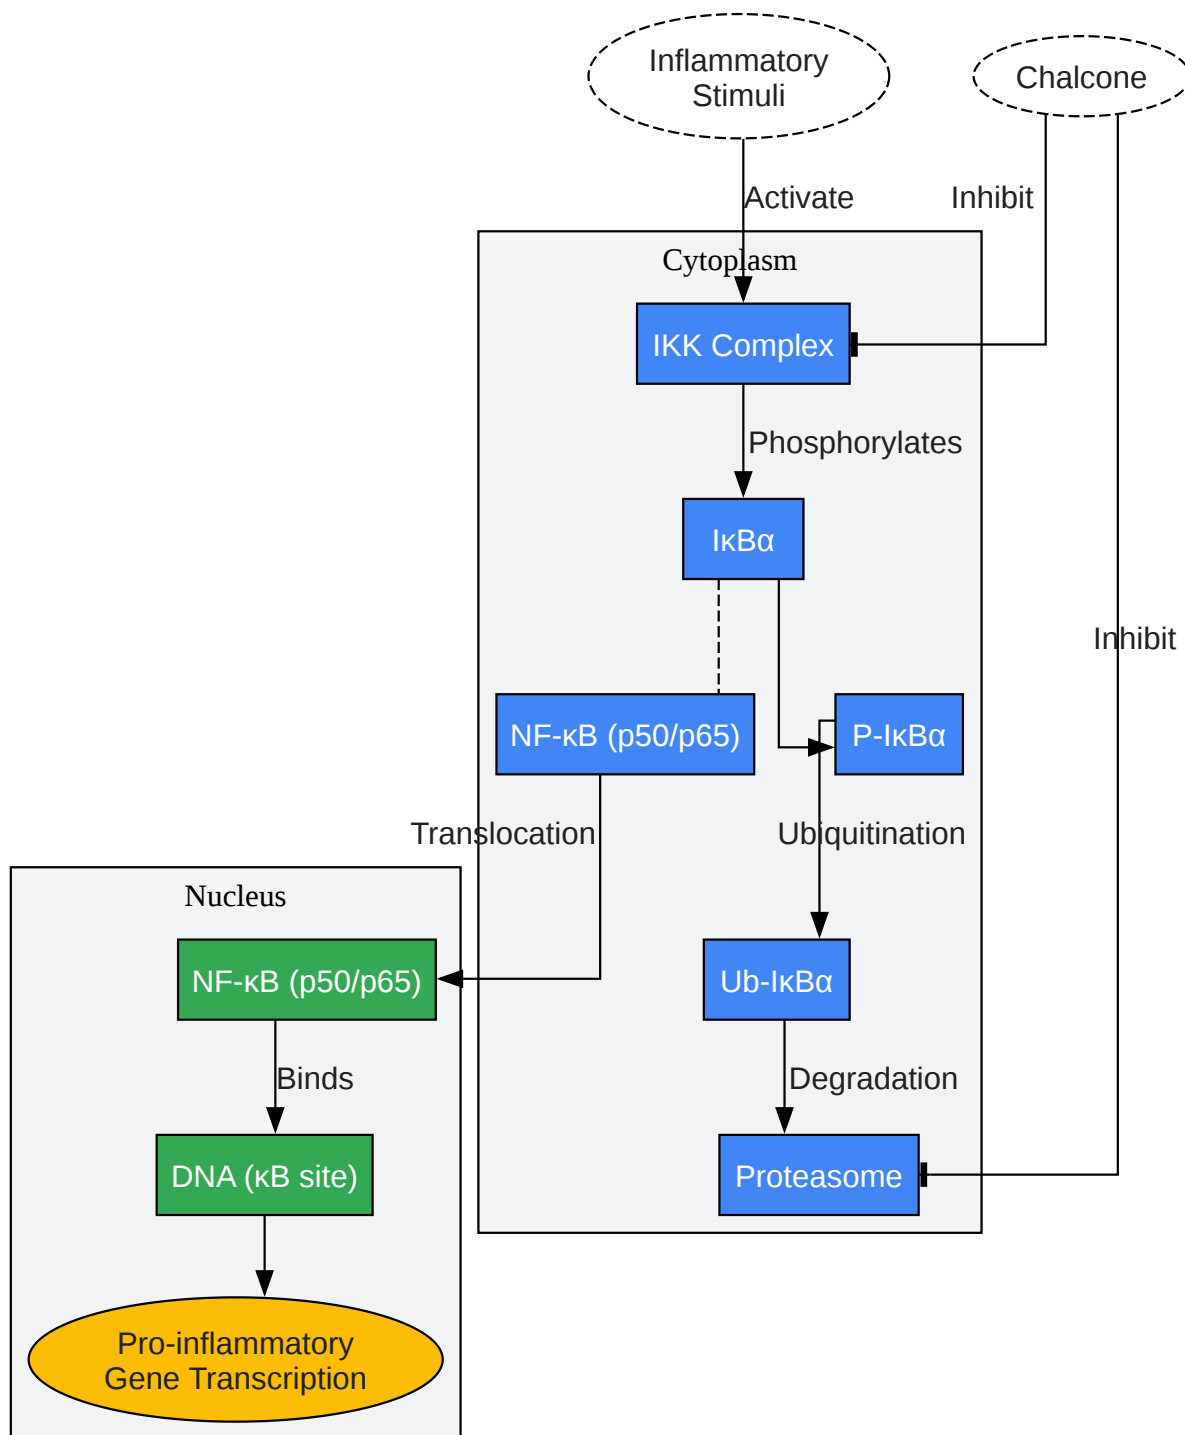 Inflammatory
Stimuli
Chalcone
Activate
Inhibit
Cytoplasm
IKK Complex
Phosphorylates
IκBα
Inhibit
NF-κB (p50/p65)
P-IκBα
Translocation
Ubiquitination
Nucleus
NF-κB (p50/p65)
Ub-IκBα
Binds
Degradation
DNA (κB site)
Proteasome
Pro-inflammatory
Gene Transcription